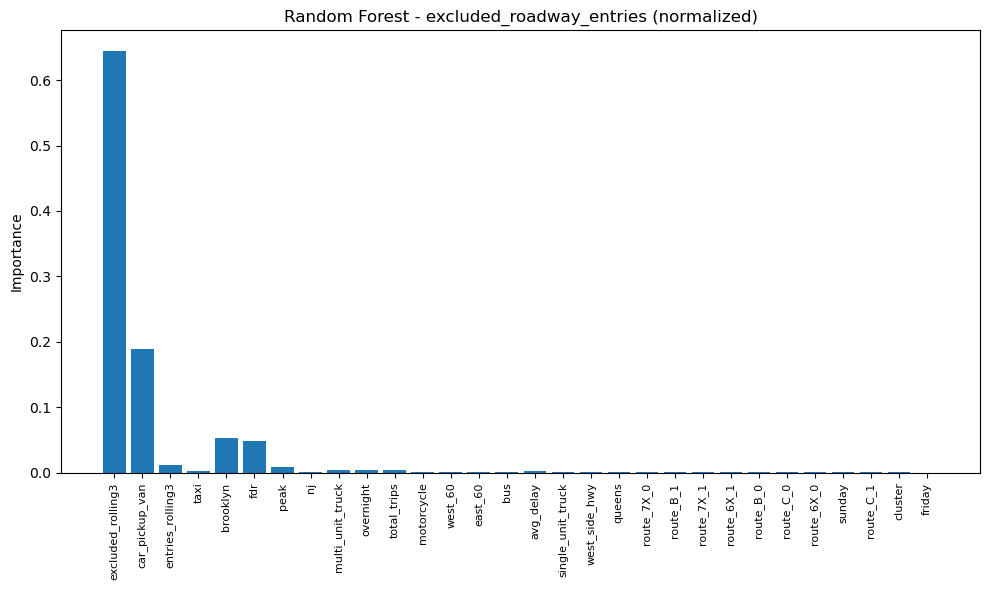 Random Forest - excluded_roadway_entries (normalized)
Importance
0.6
0.5
0.4
0.3
0.2
0.1
0.0
excluded_rolling3
car_pickup_van
entries_rolling3
taxi
brooklyn
fdr
peak
nj
multi_unit_truck
overnight
total_trips
motorcycle
west_60
east_60
bus
avg_delay
single_unit_truck
west_side_hwy
queens
route_7X_0
route_B_1
route_7X_1
route_6X_1
route_B_0
route_C_0
route_6X_0
sunday
route_C_1
cluster
friday